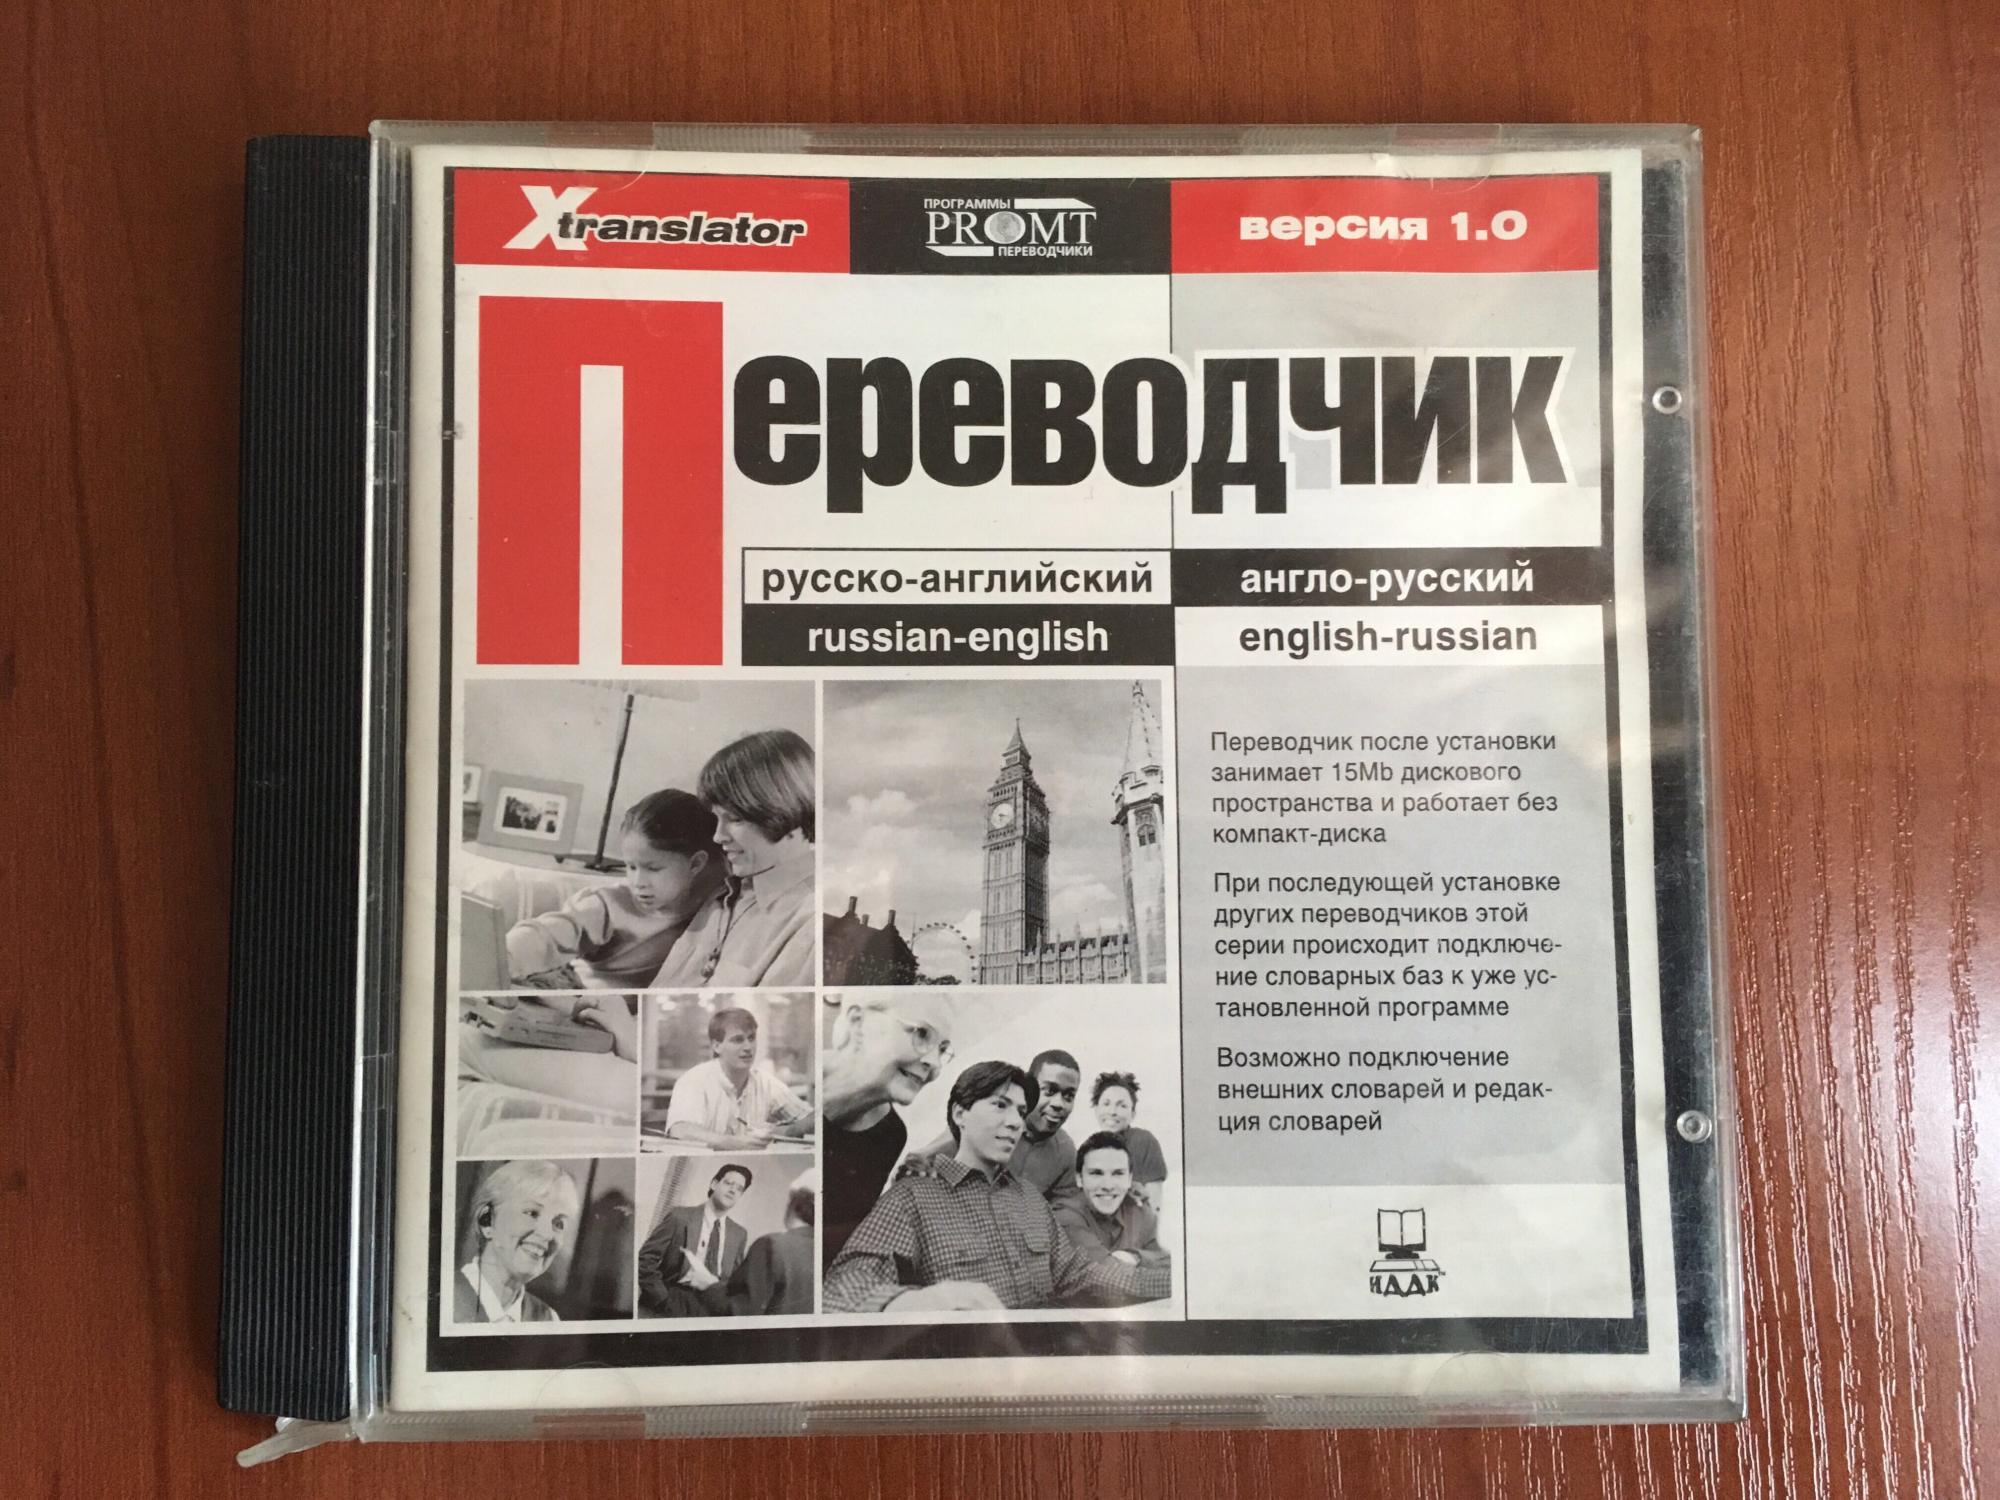 Xtranslator
ПРОГРАММЫ
PROMT
ПЕРЕВОДЧИКИ
версия 1.0
Переводчик
русско-английский
англо-русский
russian-english
english-russian
Переводчик после установки
занимает 15Mb дискового
пространства и работает без
компакт-диска
При последующей установке
других переводчиков этой
серии происходит подключе-
ние словарных баз к уже ус-
тановленной программе
Возможно подключение
внешних словарей и редак-
ция словарей
ИДДК™